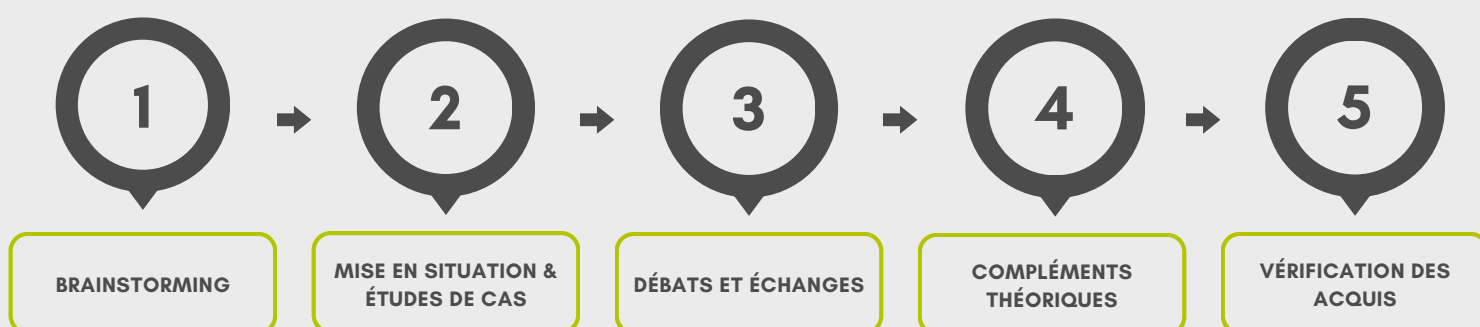 1
2
3
4
5
BRAINSTORMING
MISE EN SITUATION &
ÉTUDES DE CAS
DÉBATS ET ÉCHANGES
COMPLÉMENTS
THÉORIQUES
VÉRIFICATION DES
ACQUIS